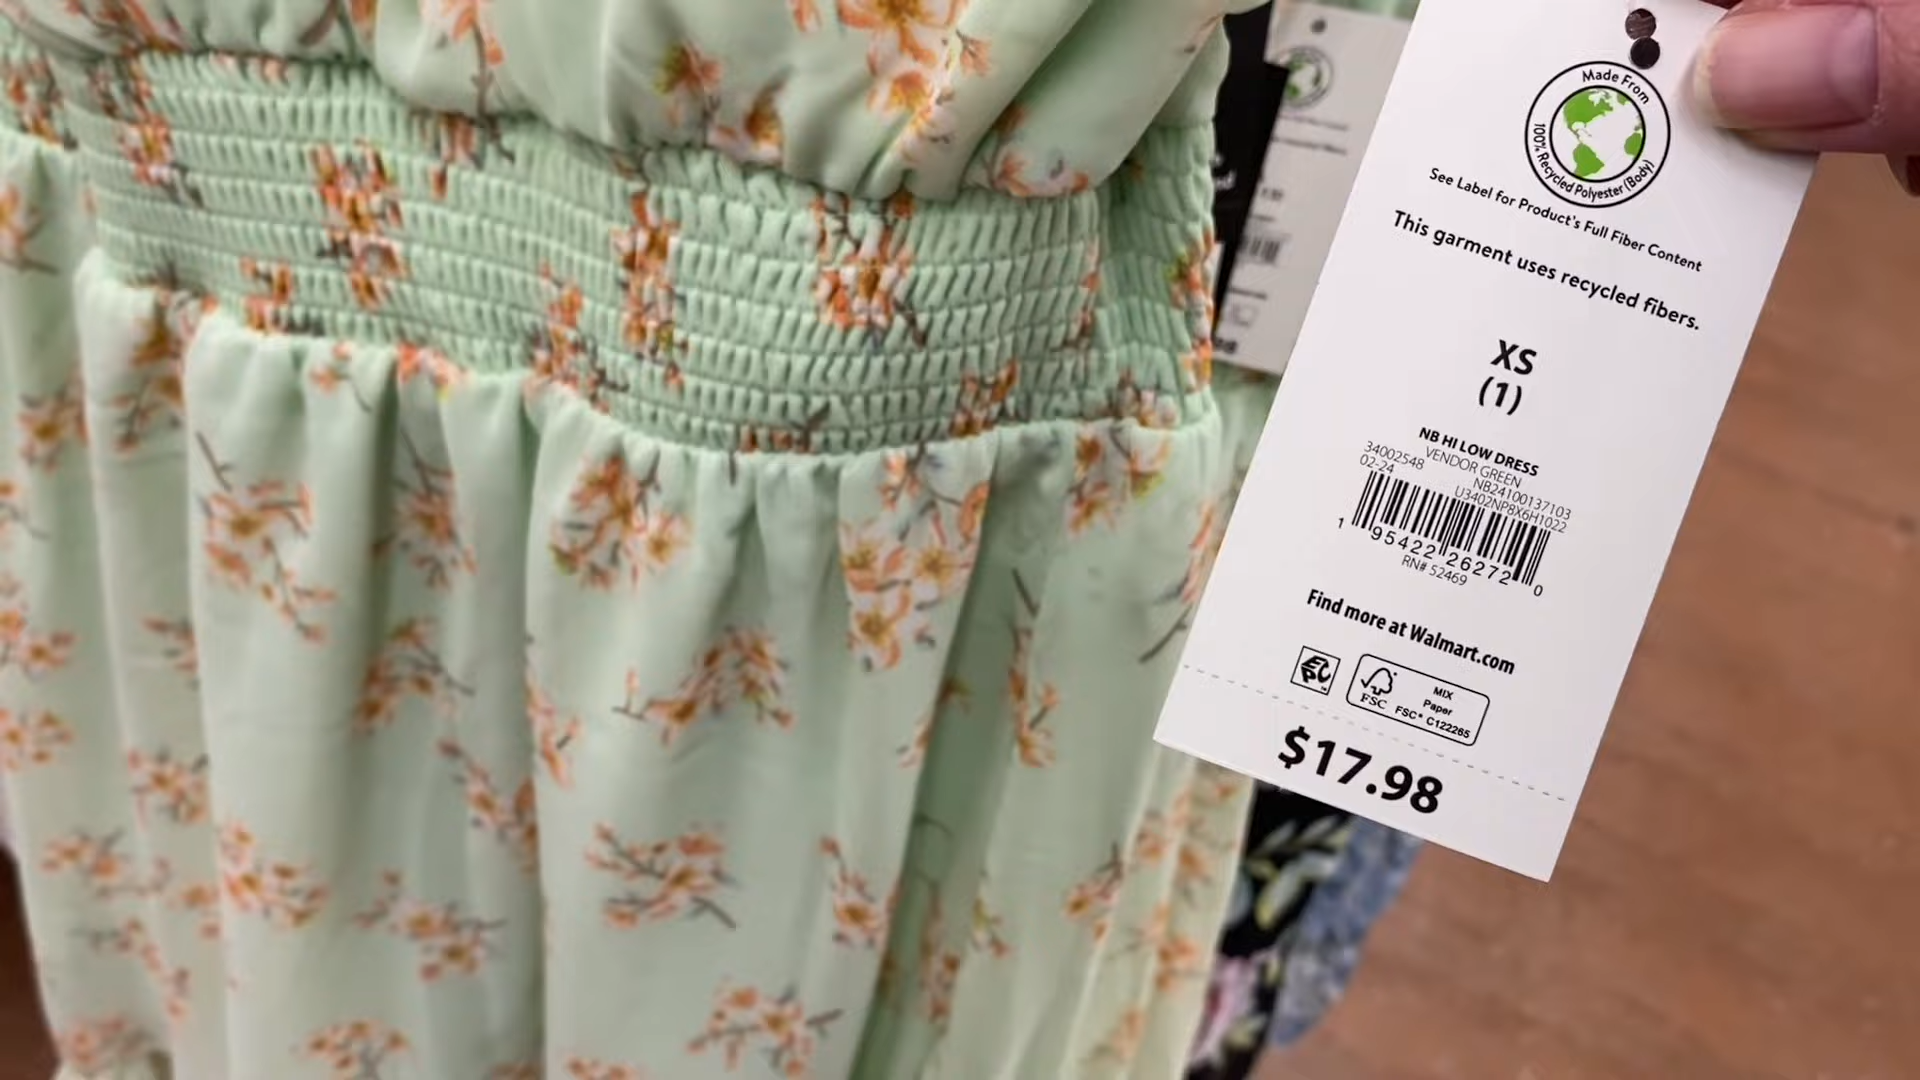 Made From
100% Recycled Polyester (Body)
See Label for Product's Full Fiber Content
This garment uses recycled fibers.
XS
(1)
NB HI LOW DRESS
34002548 VENDOR GREEN
02-24 NB24100137103
U3402NP8X6H1022
1 95422 26272 0
RN# 52469
Find more at Walmart.com
EPC
FSC
MIX
Paper
FSC® C122265
$17.98